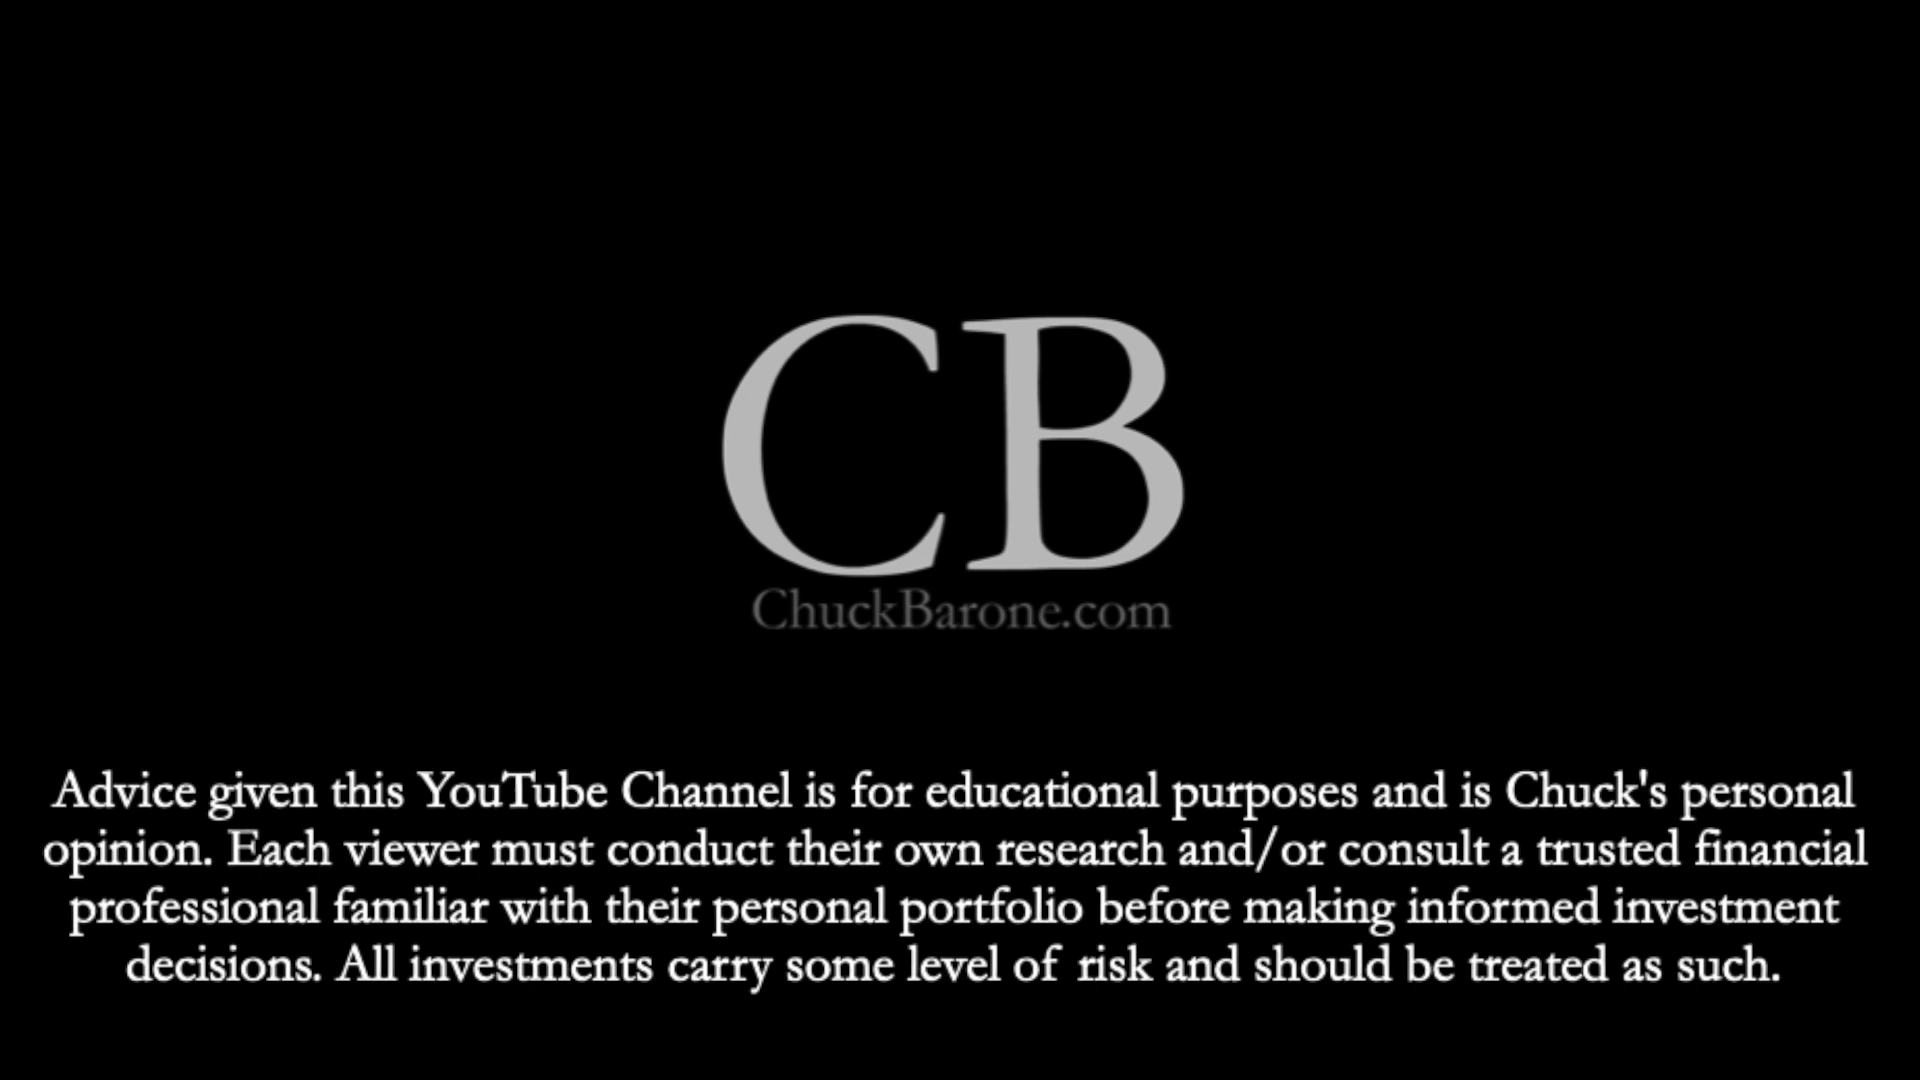 CB
ChuckBarone.com
Advice given this YouTube Channel is for educational purposes and is Chuck's personal
opinion. Each viewer must conduct their own research and/or consult a trusted financial
professional familiar with their personal portfolio before making informed investment
decisions. All investments carry some level of risk and should be treated as such.